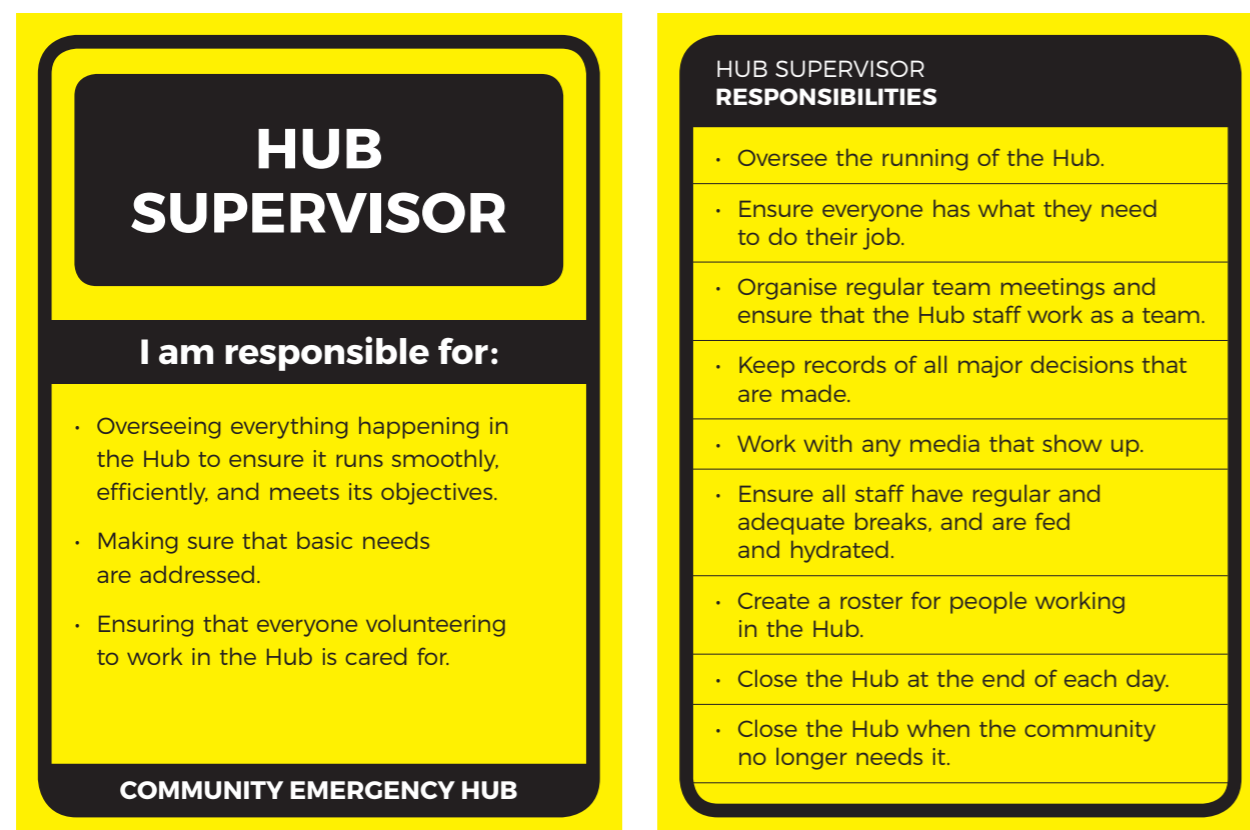 HUB
SUPERVISOR
I am responsible for:
• Overseeing everything happening in
the Hub to ensure it runs smoothly,
efficiently, and meets its objectives.
• Making sure that basic needs
are addressed.
• Ensuring that everyone volunteering
to work in the Hub is cared for.
COMMUNITY EMERGENCY HUB
HUB SUPERVISOR
RESPONSIBILITIES
• Oversee the running of the Hub.
• Ensure everyone has what they need
to do their job.
• Organise regular team meetings and
ensure that the Hub staff work as a team.
• Keep records of all major decisions that
are made.
• Work with any media that show up.
• Ensure all staff have regular and
adequate breaks, and are fed
and hydrated.
• Create a roster for people working
in the Hub.
• Close the Hub at the end of each day.
• Close the Hub when the community
no longer needs it.